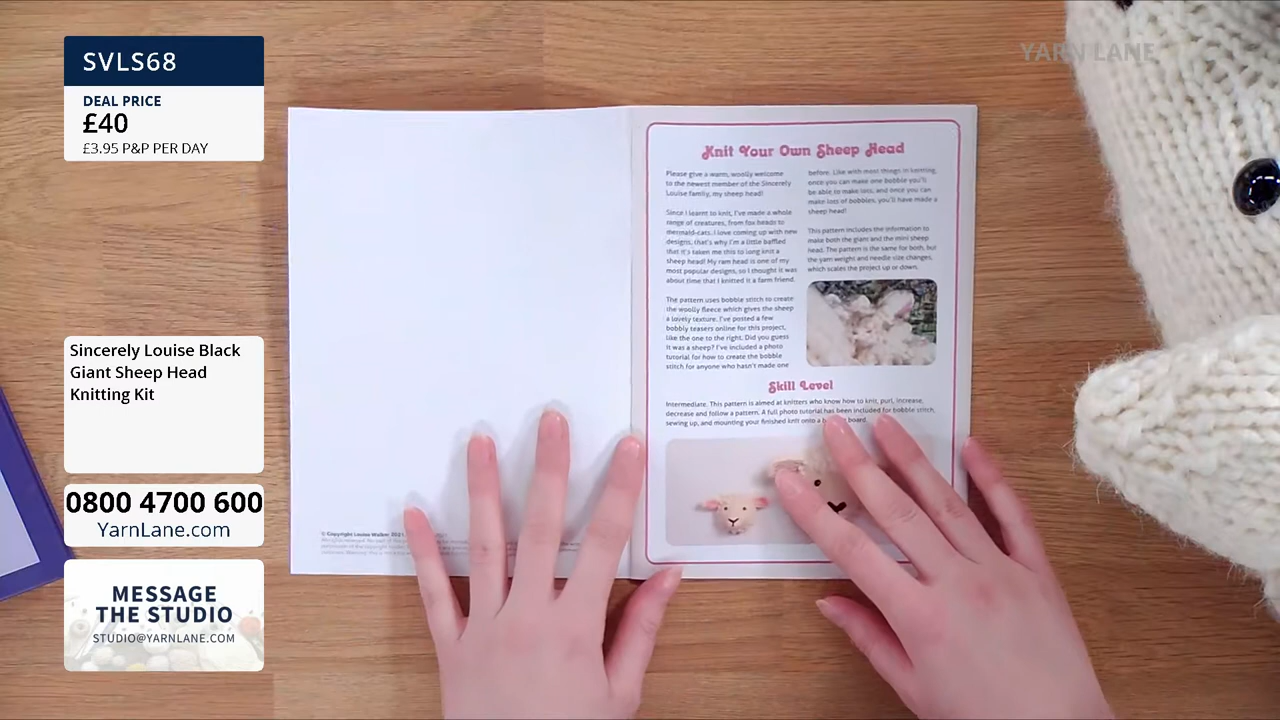 SVLS68
DEAL PRICE
£40
£3.95 P&P PER DAY
Sincerely Louise Black
Giant Sheep Head
Knitting Kit
0800 4700 600
YarnLane.com
MESSAGE
THE STUDIO
STUDIO@YARNLANE.COM
YARN LANE
© Copyright Louise Walker 2021
Knit Your Own Sheep Head
Please give a warm, woolly welcome
to the newest member of the Sincerely
Louise family, my sheep head!
Since I learnt to knit, I've made a whole
range of creatures, from fox heads to
mermaid-cats. I love coming up with new
designs, that's why I'm a little baffled
that it's taken me this to long knit a
sheep head! My ram head is one of my
most popular designs, so I thought it was
about time that I knitted it a farm friend.
The pattern uses bobble stitch to create
the woolly fleece which gives the sheep
a lovely texture. I've posted a few
bobbly teasers online for this project,
like the one to the right. Did you guess
it was a sheep? I've included a photo
tutorial for how to create the bobble
stitch for anyone who hasn't made one
before. Like with most things in knitting,
once you can make one bobble you'll
be able to make lots, and once you can
make lots of bobbles, you'll have made a
sheep head!
This pattern includes the information to
make both the giant and the mini sheep
head. The pattern is the same for both, but
the yarn weight and needle size changes,
which scales the project up or down.
Skill Level
Intermediate. This pattern is aimed at knitters who know how to knit, purl, increase,
decrease and follow a pattern. A full photo tutorial has been included for bobble stitch,
sewing up, and mounting your finished knit onto a board.